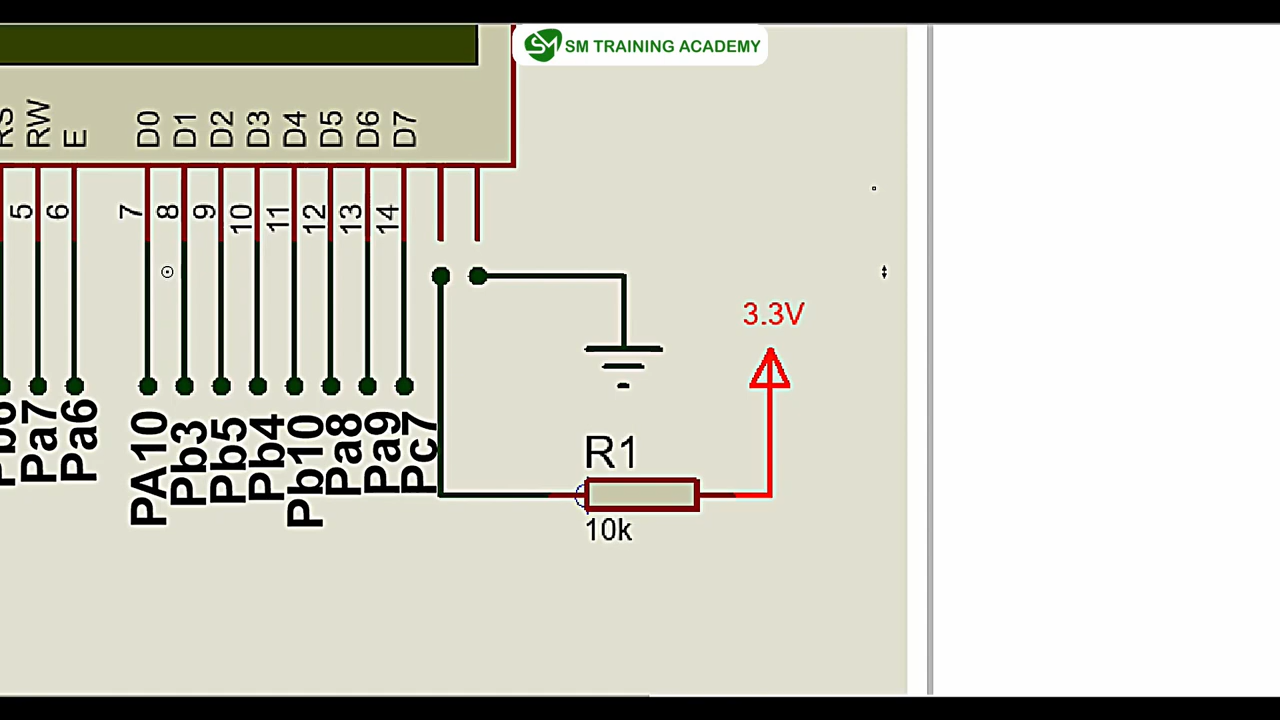 SM TRAINING ACADEMY
RW
E
D0
D1
D2
D3
D4
D5
D6
D7
5
6
7
8
9
10
11
12
13
14
Pa7
Pa6
PA10
Pb3
Pb5
Pb4
Pb10
Pa8
Pa9
Pc7
3.3V
R1
10k